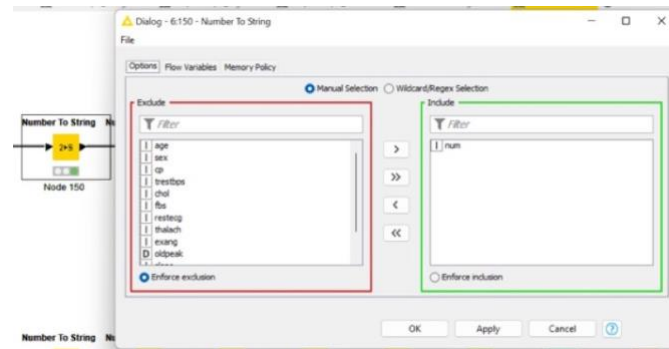 Dialog - 6:150 - Number To String
File
Options Flow Variables Memory Policy
Manual Selection Wildcard/Regex Selection
Exclude
Filter
I age
I sex
I cp
I trestbps
I chol
I fbs
I restecg
I thalach
I exang
D oldpeak
Enforce exclusion
>
>>
<
<<
Include
Filter
I num
Enforce inclusion
OK Apply Cancel ?
Number To String
2▸S
Node 150
Number To String